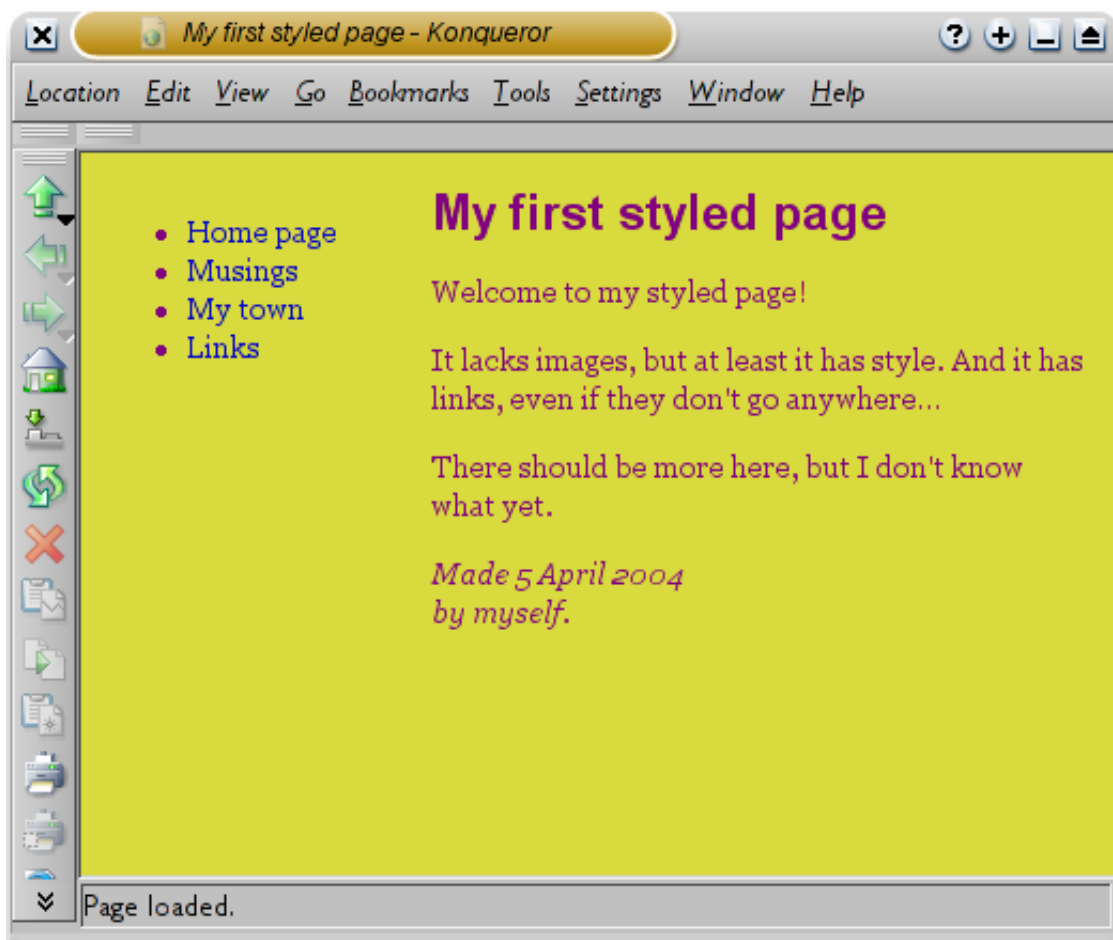 My first styled page - Konqueror
Location Edit View Go Bookmarks Tools Settings Window Help
Home page
Musings
My town
Links
My first styled page
Welcome to my styled page!
It lacks images, but at least it has style. And it has
links, even if they don't go anywhere...
There should be more here, but I don't know
what yet.
Made 5 April 2004
by myself.
Page loaded.